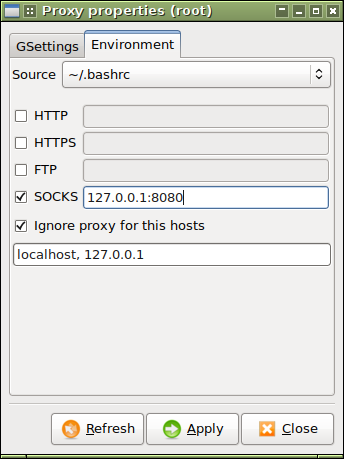 Proxy properties (root)
GSettings Environment
Source ~/.bashrc
HTTP
HTTPS
FTP
SOCKS 127.0.0.1:8080
Ignore proxy for this hosts
localhost, 127.0.0.1
Refresh Apply Close